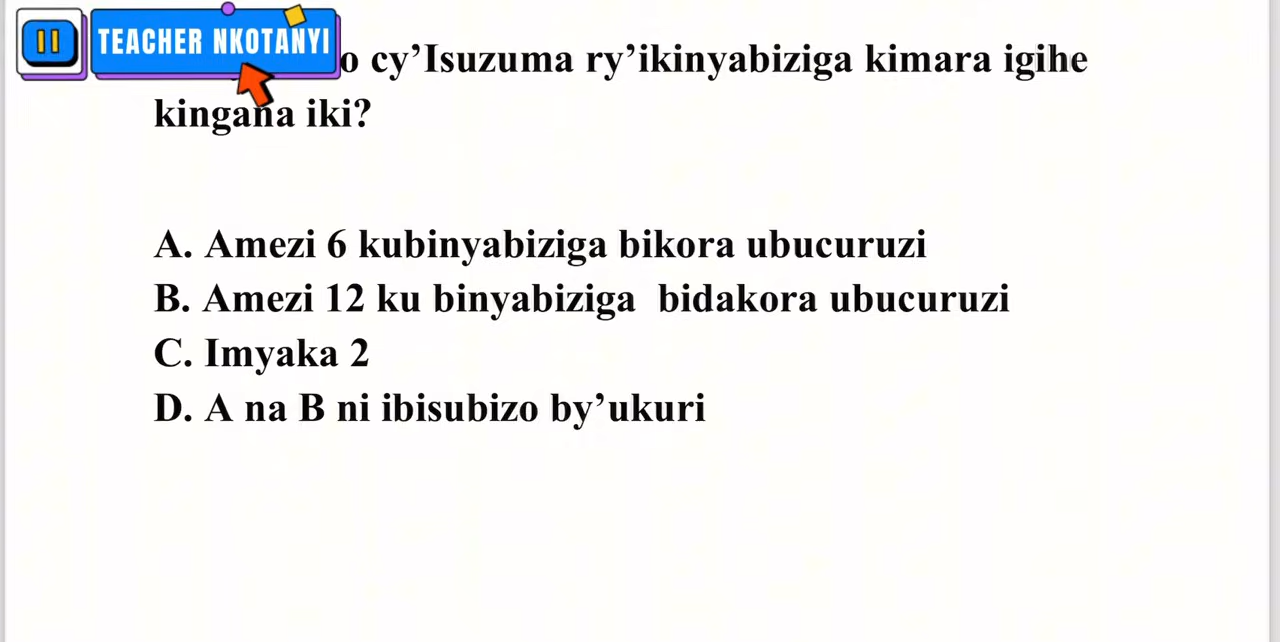 TEACHER NKOTANYI
cy’Isuzuma ry’ikinyabiziga kimara igihe
kingana iki?
A. Amezi 6 kubinyabiziga bikora ubucuruzi
B. Amezi 12 ku binyabiziga bidakora ubucuruzi
C. Imyaka 2
D. A na B ni ibisubizo by’ukuri